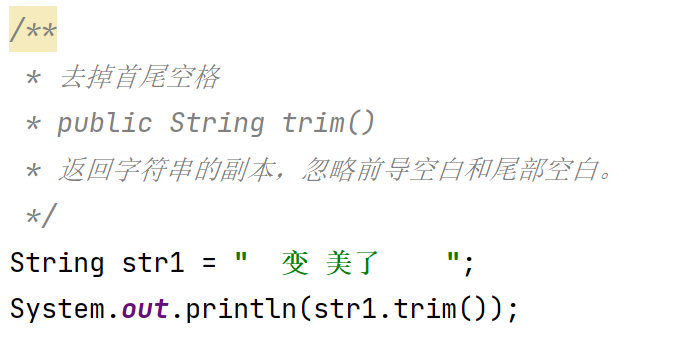 /**
 * 去掉首尾空格
 * public String trim()
 * 返回字符串的副本，忽略前导空白和尾部空白。
 */
String str1 = "  变 美了    ";
System.out.println(str1.trim());